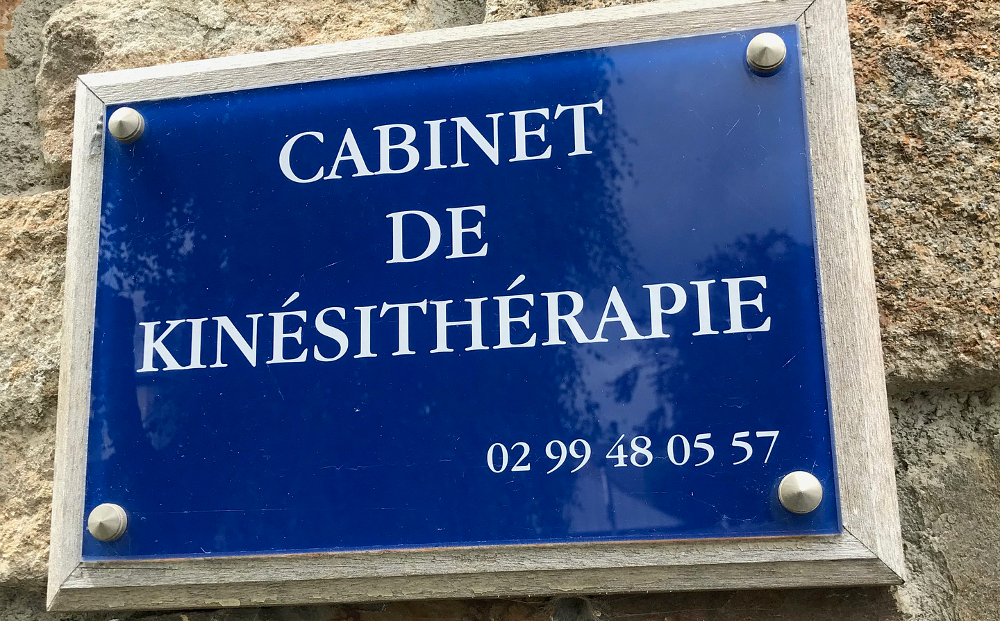 CABINET
DE
KINÉSITHÉRAPIE
02 99 48 05 57